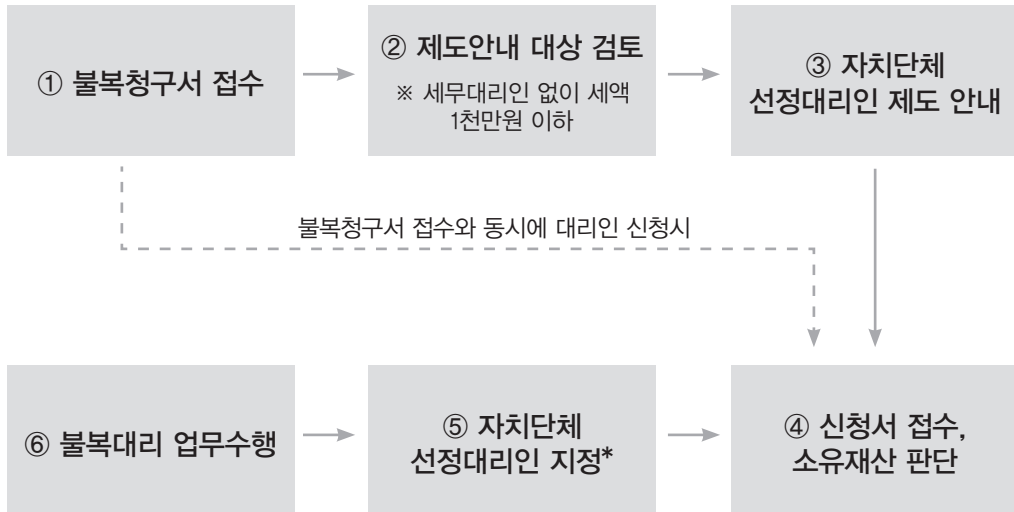 ① 불복청구서 접수
② 제도안내 대상 검토
※ 세무대리인 없이 세액
1천만원 이하
③ 자치단체
선정대리인 제도 안내
불복청구서 접수와 동시에 대리인 신청시
⑥ 불복대리 업무수행
⑤ 자치단체
선정대리인 지정*
④ 신청서 접수,
소유재산 판단